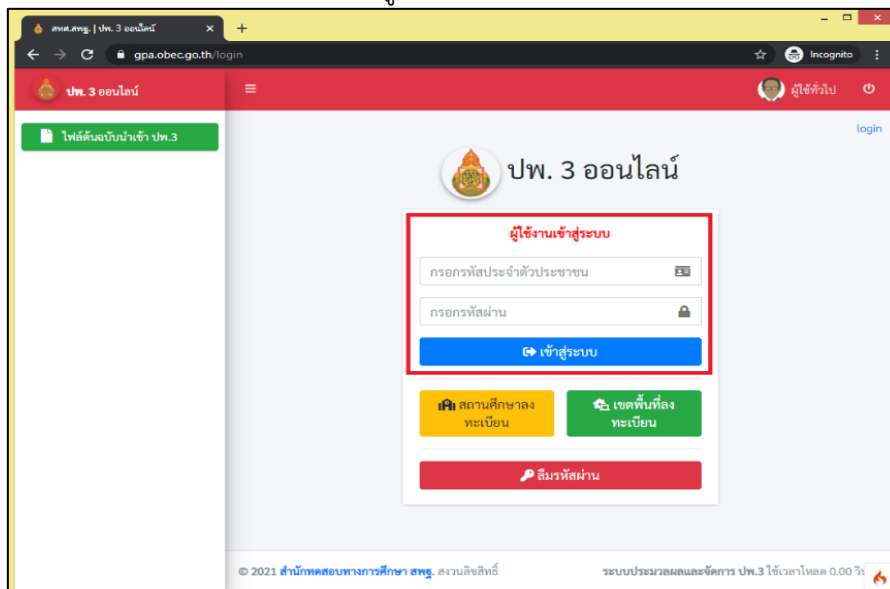 สทศ.สพฐ. | ปพ. 3 ออนไลน์
gpa.obec.go.th/login
Incognito
ปพ. 3 ออนไลน์
ผู้ใช้ทั่วไป
ไฟล์ต้นฉบับนำเข้า ปพ.3
login
ปพ. 3 ออนไลน์
ผู้ใช้งานเข้าสู่ระบบ
กรอกรหัสประจำตัวประชาชน
กรอกรหัสผ่าน
เข้าสู่ระบบ
สถานศึกษาลง
ทะเบียน
เขตพื้นที่ลง
ทะเบียน
ลืมรหัสผ่าน
© 2021 สำนักทดสอบทางการศึกษา สพฐ. สงวนลิขสิทธิ์
ระบบประมวลผลและจัดการ ปพ.3 ใช้เวลาโหลด 0.00